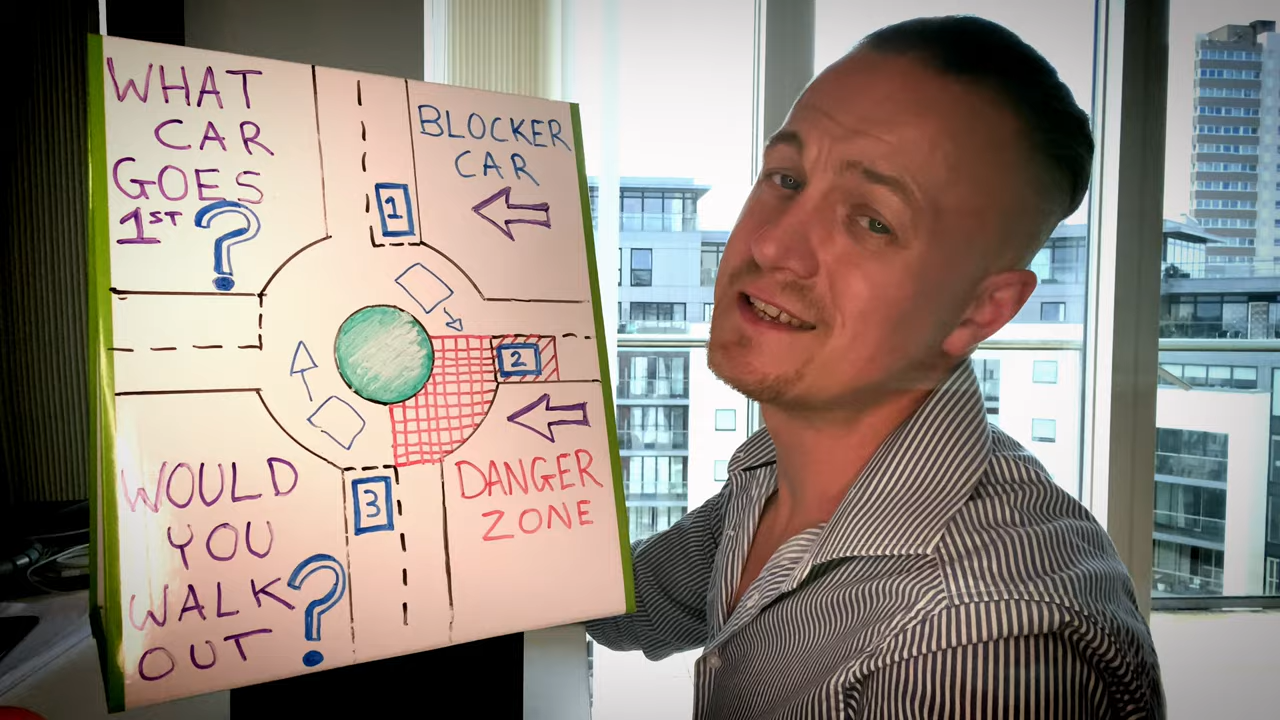 WHAT
CAR
GOES
1ST ?
BLOCKER
CAR
1
2
3
WOULD
YOU
WALK
OUT ?
DANGER
ZONE